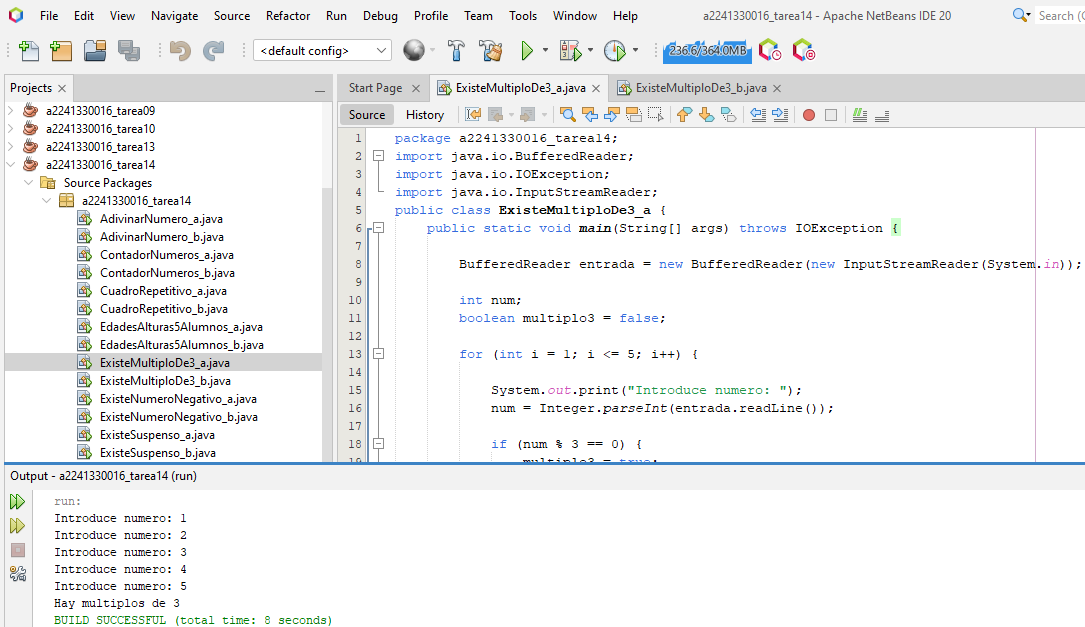 File Edit View Navigate Source Refactor Run Debug Profile Team Tools Window Help a2241330016_tarea14 - Apache NetBeans IDE 20 Search (C
<default config> 236.6/364.0MB
Projects
a2241330016_tarea09
a2241330016_tarea10
a2241330016_tarea13
a2241330016_tarea14
Source Packages
a2241330016_tarea14
AdivinarNumero_a.java
AdivinarNumero_b.java
ContadorNumeros_a.java
ContadorNumeros_b.java
CuadroRepetitivo_a.java
CuadroRepetitivo_b.java
EdadesAlturas5Alumnos_a.java
EdadesAlturas5Alumnos_b.java
ExisteMultiploDe3_a.java
ExisteMultiploDe3_b.java
ExisteNumeroNegativo_a.java
ExisteNumeroNegativo_b.java
ExisteSuspenso_a.java
ExisteSuspenso_b.java
Start Page ExisteMultiploDe3_a.java ExisteMultiploDe3_b.java
Source History
1 package a2241330016_tarea14;
2 import java.io.BufferedReader;
3 import java.io.IOException;
4 import java.io.InputStreamReader;
5 public class ExisteMultiploDe3_a {
6 public static void main(String[] args) throws IOException {
7
8 BufferedReader entrada = new BufferedReader(new InputStreamReader(System.in));
9
10 int num;
11 boolean multiplo3 = false;
12
13 for (int i = 1; i <= 5; i++) {
14
15 System.out.print("Introduce numero: ");
16 num = Integer.parseInt(entrada.readLine());
17
18 if (num % 3 == 0) {
19 multiplo3 = true;
Output - a2241330016_tarea14 (run)
run:
Introduce numero: 1
Introduce numero: 2
Introduce numero: 3
Introduce numero: 4
Introduce numero: 5
Hay multiplos de 3
BUILD SUCCESSFUL (total time: 8 seconds)